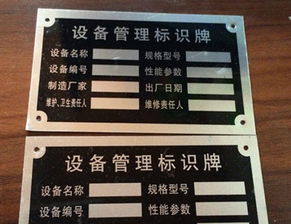 设备管理标识牌
设备名称 规格型号
设备编号 性能参数
制造厂家 出厂日期
维护、卫生责任人 维修责任人
设备管理标识牌
设备名称 规格型号
设备编号 性能参数